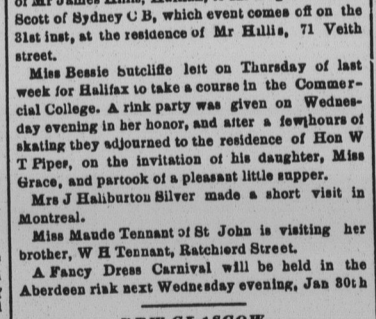 of Mr James
Scott of Sydney C B, which event comes off on the
31st inst, at the residence of Mr Hillis, 71 Veith
street.
Miss Bessie Sutcliffe left on Thursday of last
week for Halifax to take a course in the Commer-
cial College. A rink party was given on Wednes-
day evening in her honor, and after a few hours of
skating they adjourned to the residence of Hon W
T Pipes, on the invitation of his daughter, Miss
Grace, and partook of a pleasant little supper.
Mrs J Haliburton Silver made a short visit in
Montreal.
Miss Maude Tennant of St John is visiting her
brother, W H Tennant, Ratchford Street.
A Fancy Dress Carnival will be held in the
Aberdeen rink next Wednesday evening, Jan 30th